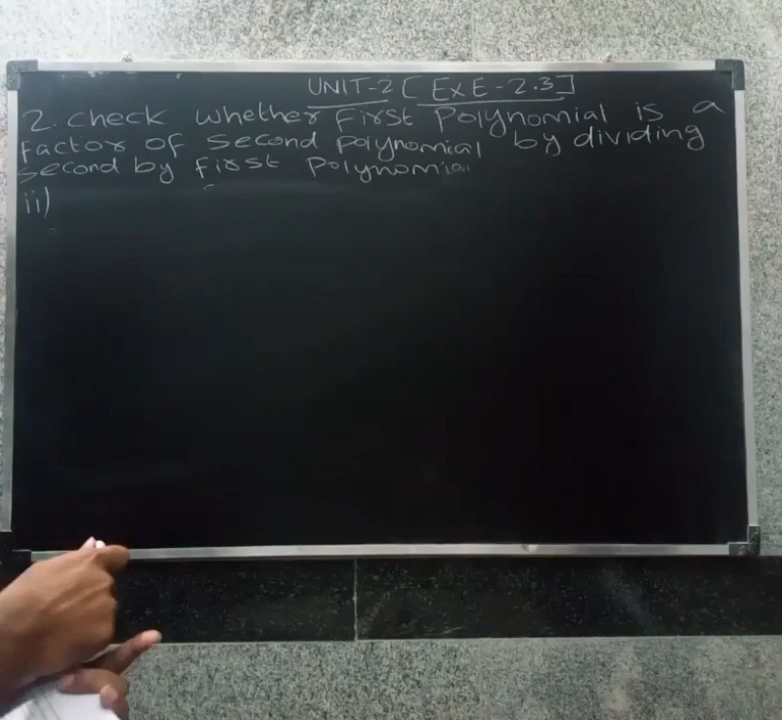 UNIT-2 [ EXE-2.3]
2. check whether first polynomial is a
factor of second polynomial by dividing
second by first polynomial
ii)